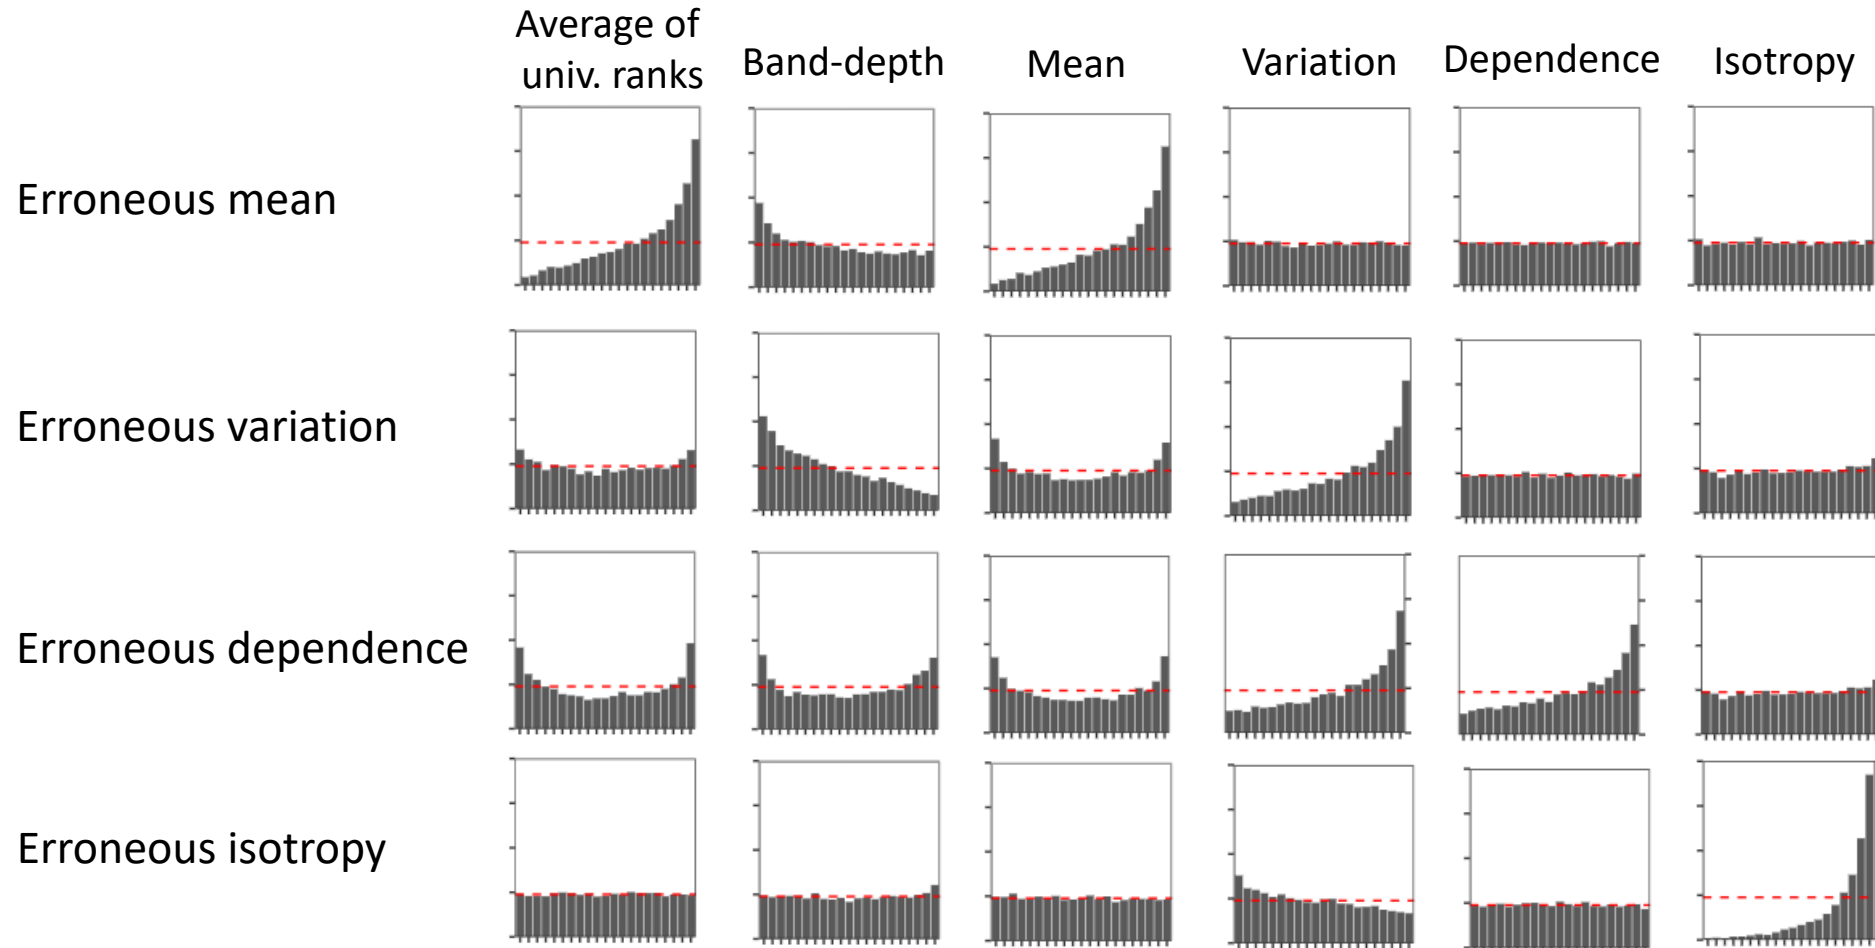 Average of
univ. ranks
Band-depth
Mean
Variation
Dependence
Isotropy
Erroneous mean
Erroneous variation
Erroneous dependence
Erroneous isotropy